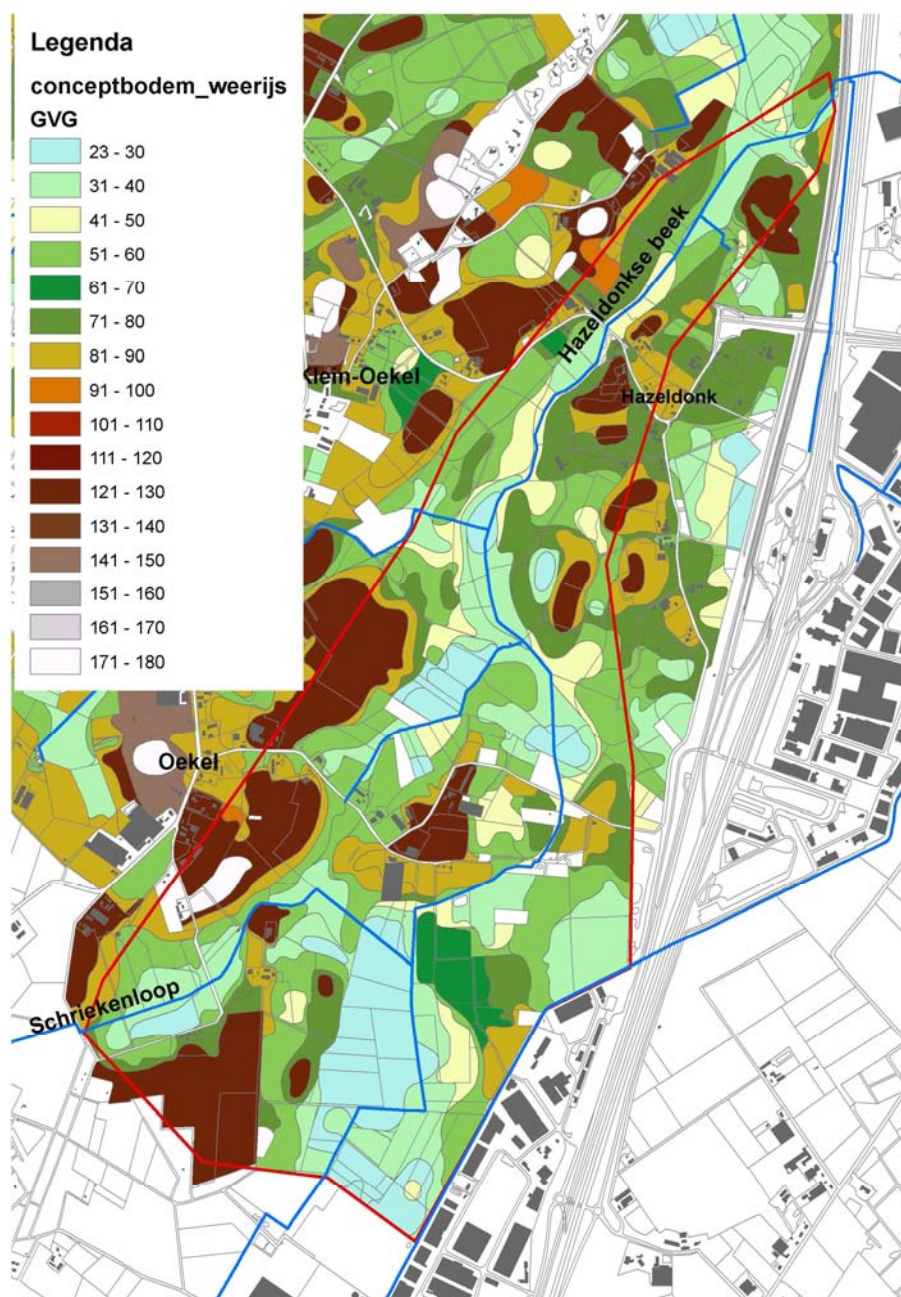 Legenda
conceptbodem_weerijs
GVG
23 - 30
31 - 40
41 - 50
51 - 60
61 - 70
71 - 80
81 - 90
91 - 100
101 - 110
111 - 120
121 - 130
131 - 140
141 - 150
151 - 160
161 - 170
171 - 180
Hazeldonkse beek
Klein-Oekel
Hazeldonk
Oekel
Schriekenloop